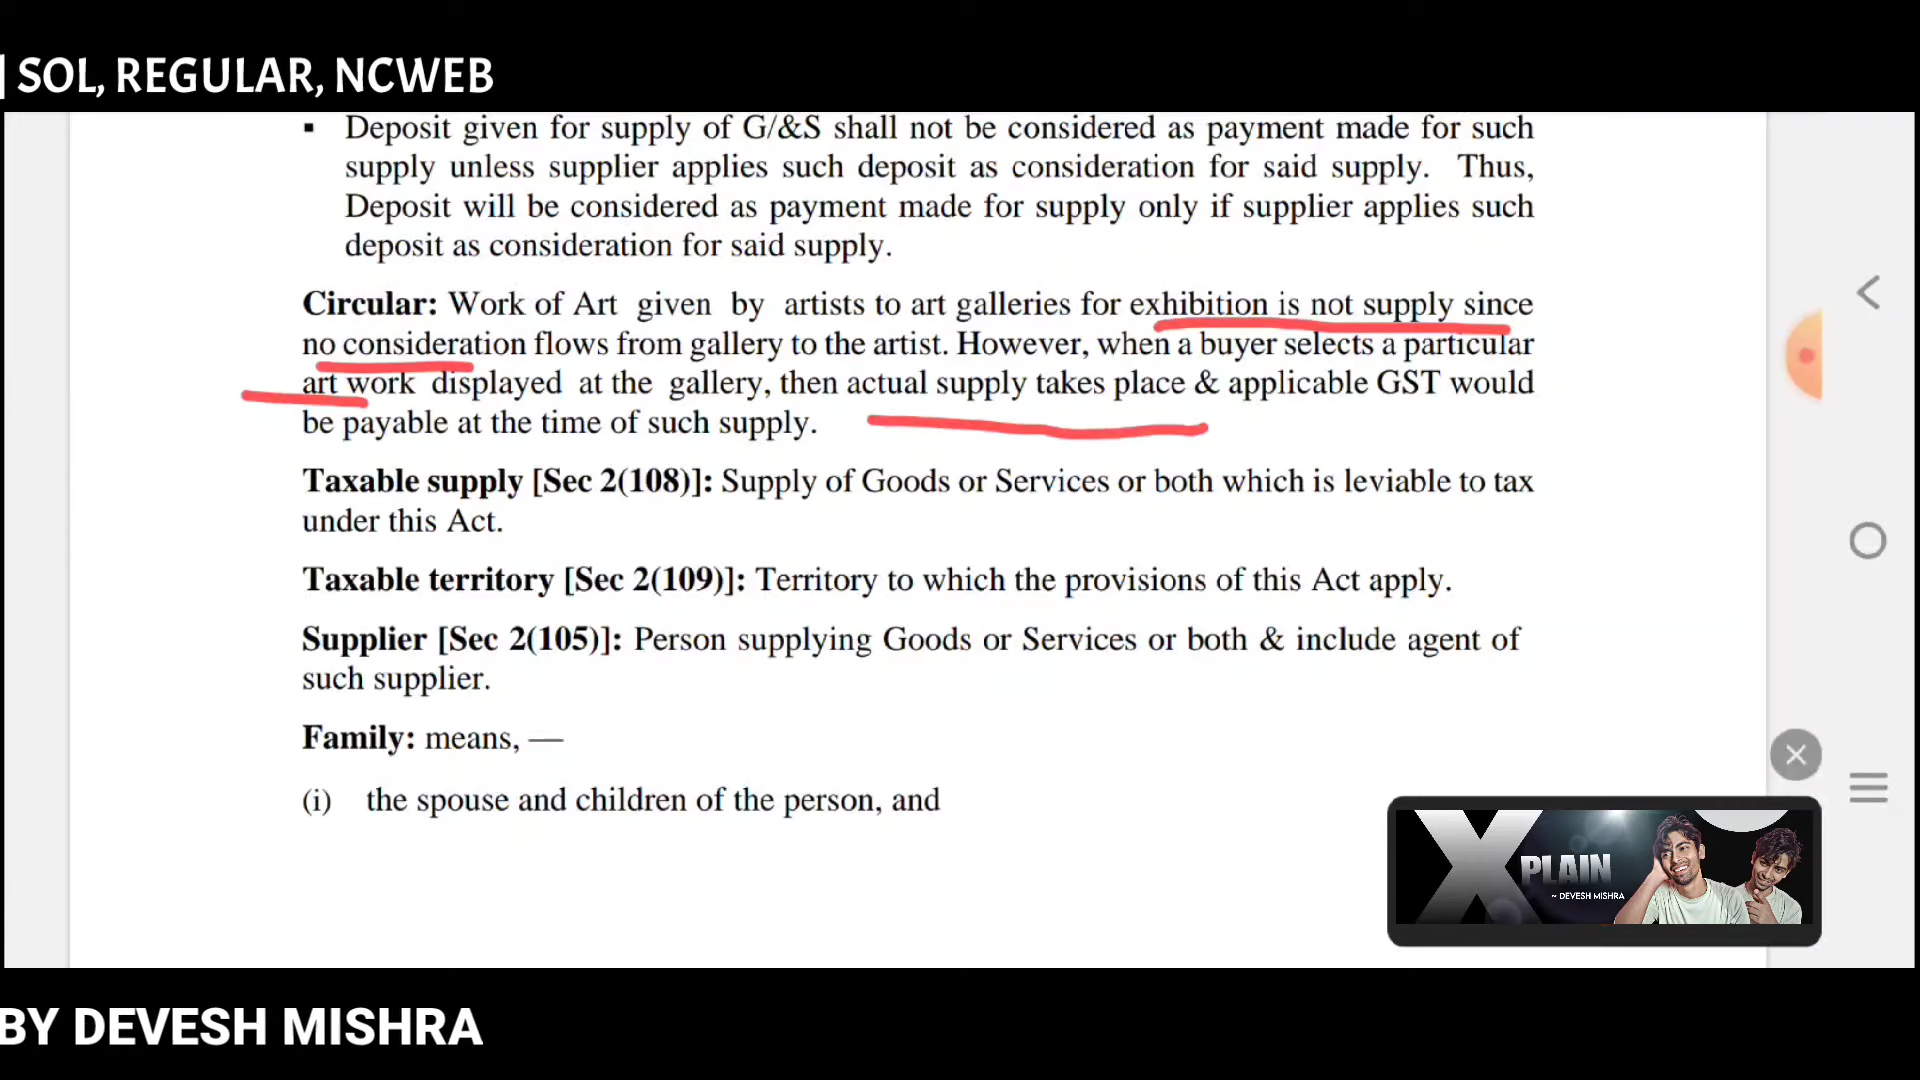 | SOL, REGULAR, NCWEB
▪ Deposit given for supply of G/&S shall not be considered as payment made for such
supply unless supplier applies such deposit as consideration for said supply. Thus,
Deposit will be considered as payment made for supply only if supplier applies such
deposit as consideration for said supply.
Circular: Work of Art given by artists to art galleries for exhibition is not supply since
no consideration flows from gallery to the artist. However, when a buyer selects a particular
art work displayed at the gallery, then actual supply takes place & applicable GST would
be payable at the time of such supply.
Taxable supply [Sec 2(108)]: Supply of Goods or Services or both which is leviable to tax
under this Act.
Taxable territory [Sec 2(109)]: Territory to which the provisions of this Act apply.
Supplier [Sec 2(105)]: Person supplying Goods or Services or both & include agent of
such supplier.
Family: means, —
(i) the spouse and children of the person, and
XPLAIN
~ DEVESH MISHRA
BY DEVESH MISHRA